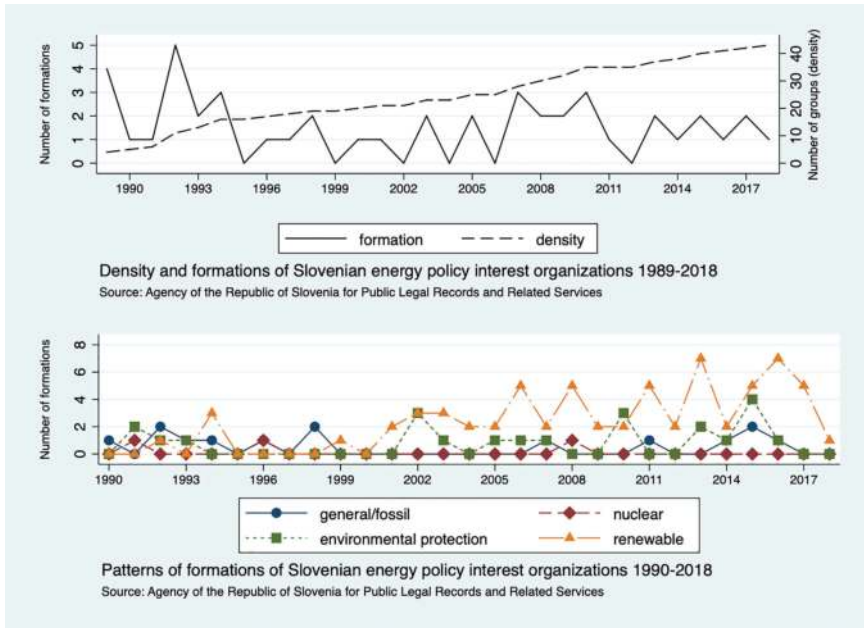 Number of formations
5
4
3
2
1
0
40
30
20
10
0
Number of groups (density)
1990 1993 1996 1999 2002 2005 2008 2011 2014 2017
formation density
Density and formations of Slovenian energy policy interest organizations 1989-2018
Source: Agency of the Republic of Slovenia for Public Legal Records and Related Services
Number of formations
8
6
4
2
0
1990 1993 1996 1999 2002 2005 2008 2011 2014 2017
general/fossil nuclear
environmental protection renewable
Patterns of formations of Slovenian energy policy interest organizations 1990-2018
Source: Agency of the Republic of Slovenia for Public Legal Records and Related Services